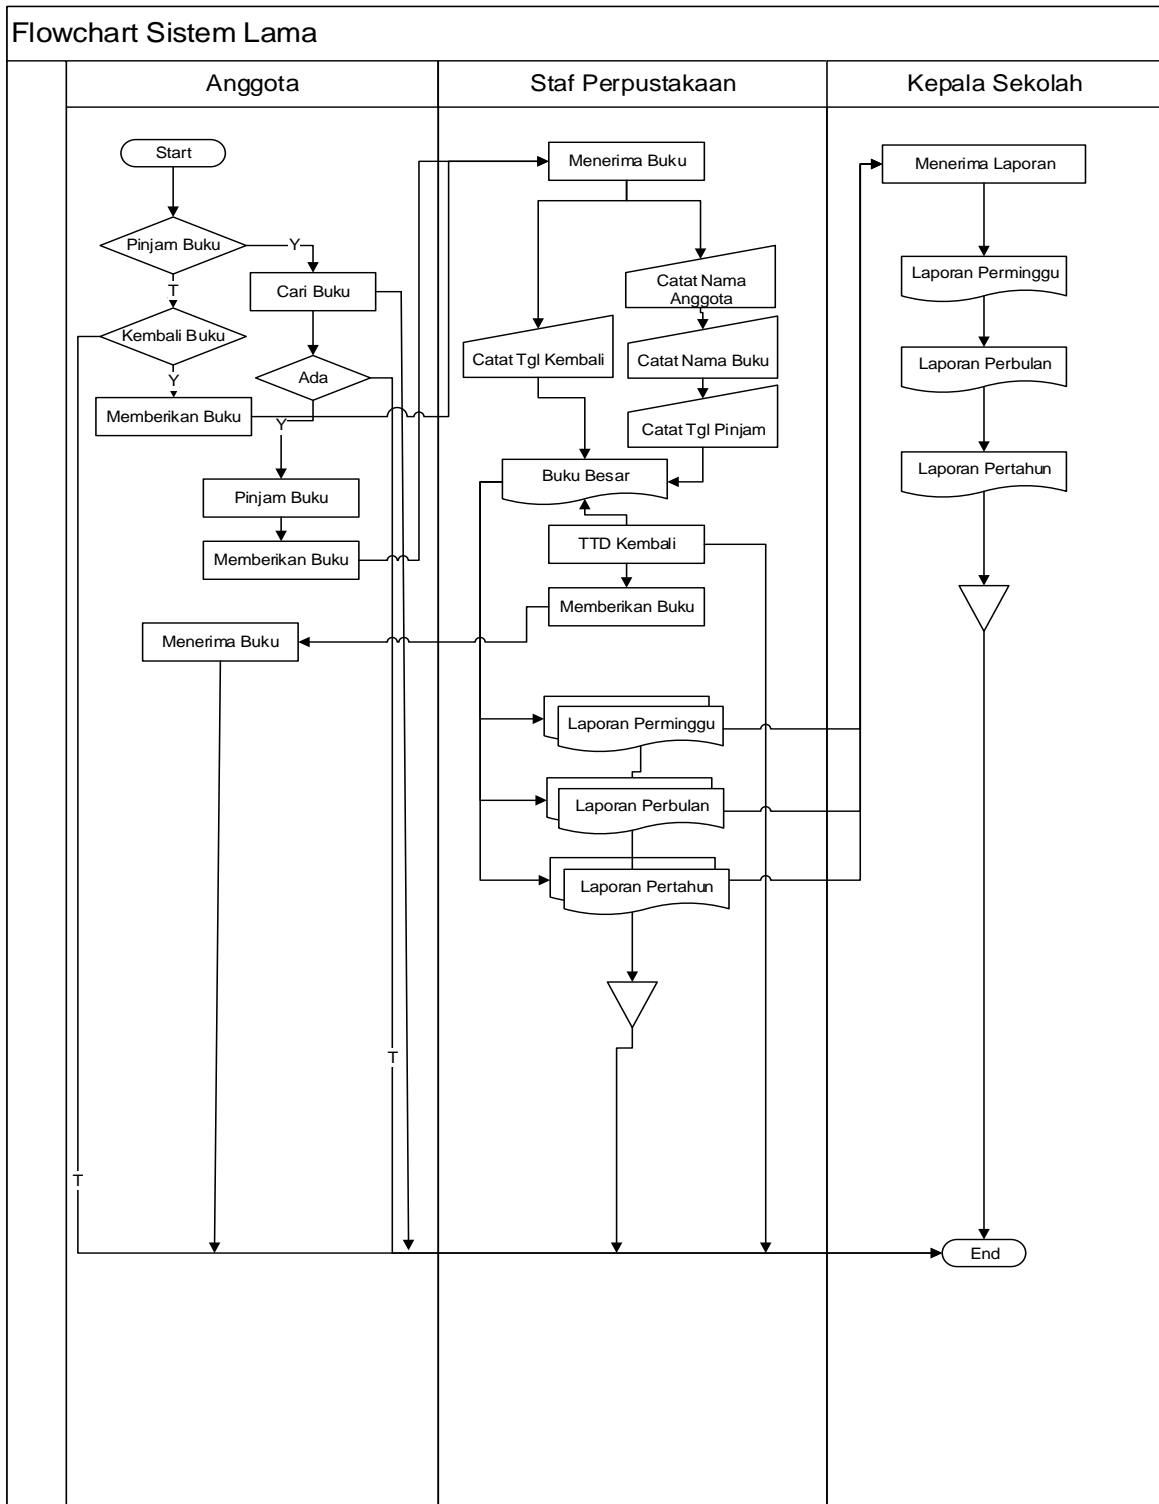 Flowchart Sistem Lama
Anggota
Staf Perpustakaan
Kepala Sekolah
Start
Pinjam Buku
Y
T
Cari Buku
Kembali Buku
Y
Ada
Memberikan Buku
Y
Pinjam Buku
Memberikan Buku
Menerima Buku
T
T
Menerima Buku
Catat Nama
Anggota
Catat Tgl Kembali
Catat Nama Buku
Catat Tgl Pinjam
Buku Besar
TTD Kembali
Memberikan Buku
Laporan Perminggu
Laporan Perbulan
Laporan Pertahun
Menerima Laporan
Laporan Perminggu
Laporan Perbulan
Laporan Pertahun
End